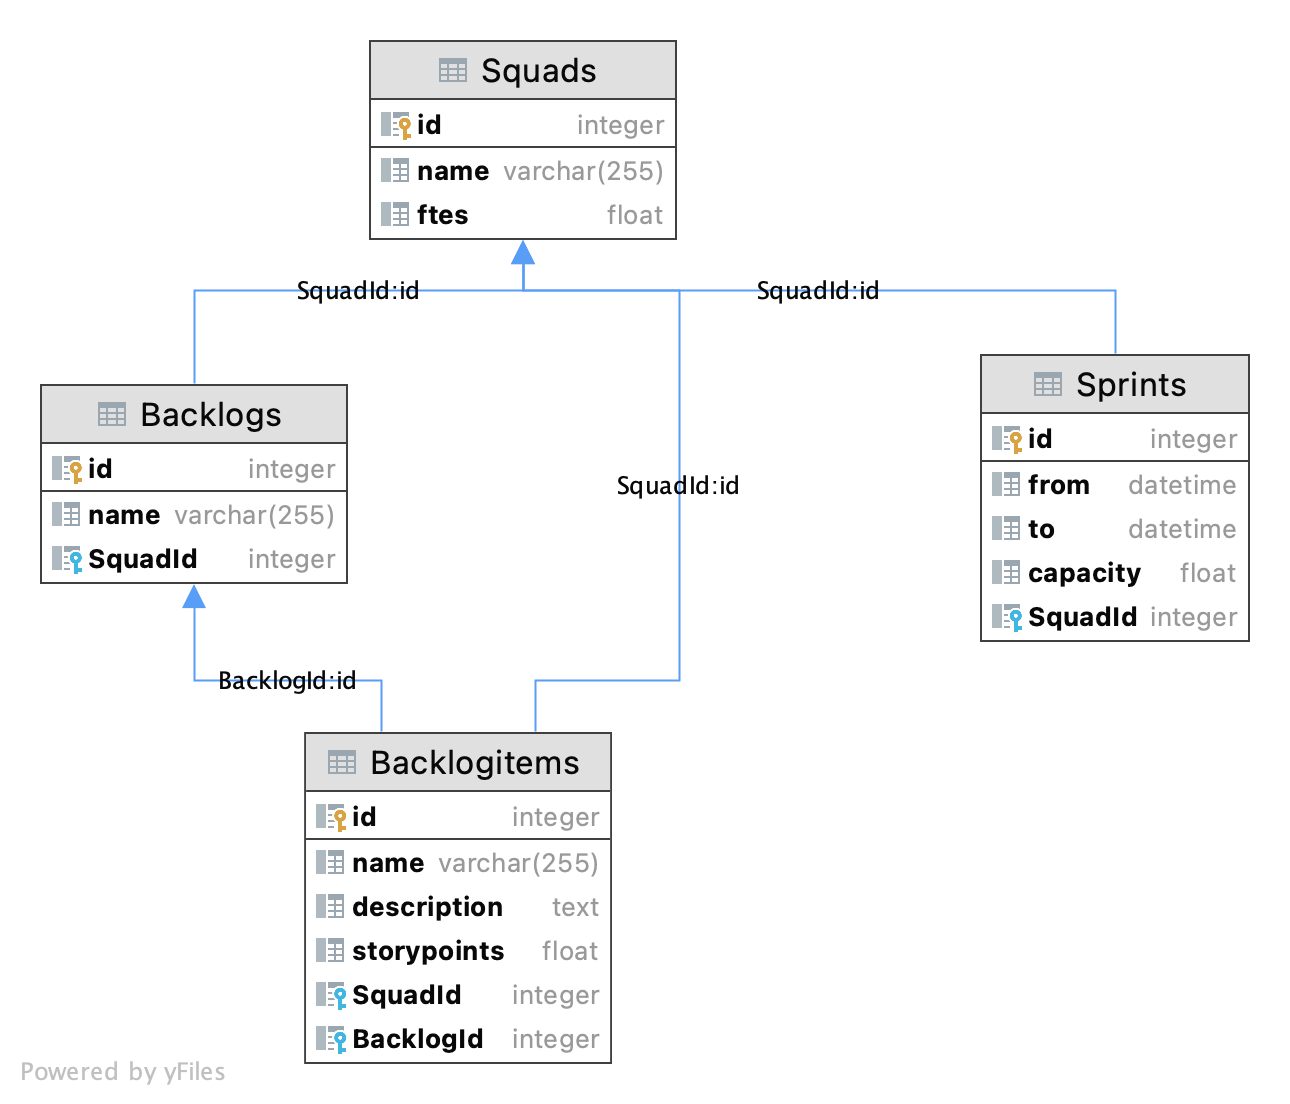 Squads
id integer
name varchar(255)
ftes float
SquadId:id
SquadId:id
Backlogs
id integer
name varchar(255)
SquadId integer
SquadId:id
Sprints
id integer
from datetime
to datetime
capacity float
SquadId integer
BacklogId:id
Backlogitems
id integer
name varchar(255)
description text
storypoints float
SquadId integer
BacklogId integer
Powered by yFiles